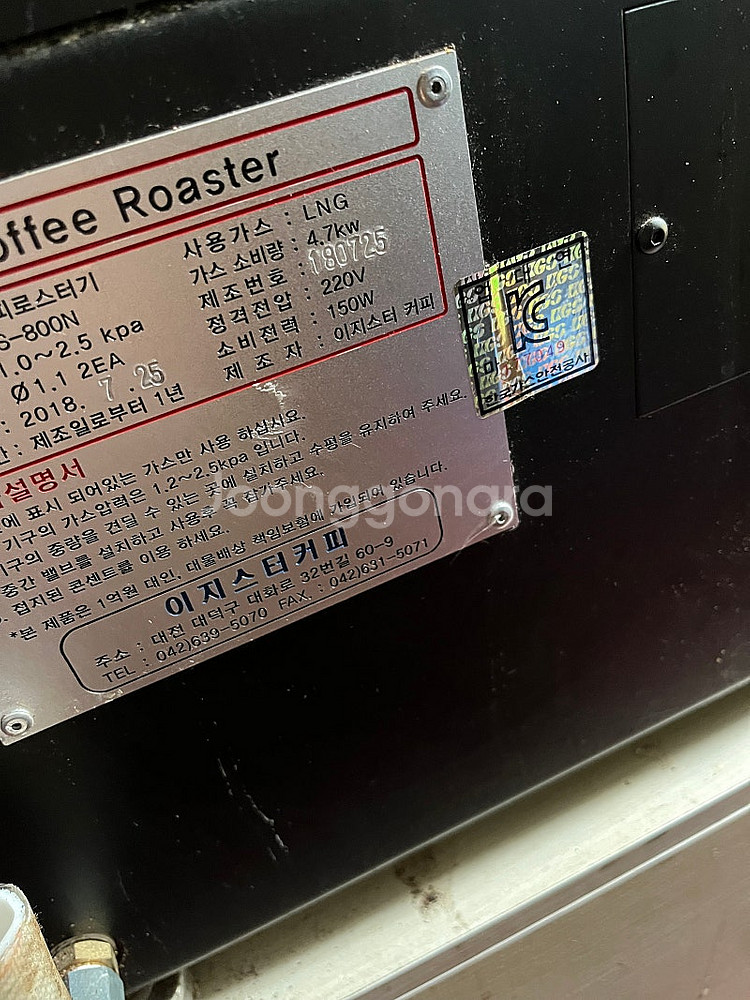 offee Roaster
피로스터기
S-800N
1.0~2.5 kpa
Ø1.1 2EA
: 2018. 7 .25
: 제조일로부터 1년
사용가스 : LNG
가스 소비량 : 4.7kw
제조번호 : 180725
정격전압 : 220V
소비전력 : 150W
제 조 자 : 이지스터 커피
설명서
에 표시 되어있는 가스만 사용 하십시요.
기구의 가스압력은 1.2~2.5kpa 입니다.
기구의 중량을 견딜 수 있는 곳에 설치하고 수평을 유지하여 주세요.
중간 밸브를 설치하고 사용후 꼭 잠가주세요.
접지된 콘센트를 이용 하세요.
*본 제품은 1억원 대인, 대물배상 책임보험에 가입되어 있습니다.
이지스터커피
주소 : 대전 대덕구 대화로 32번길 60-9
TEL : 042)639-5070 FAX. : 042)631-5071
KC
한국가스안전공사
Joonggonara